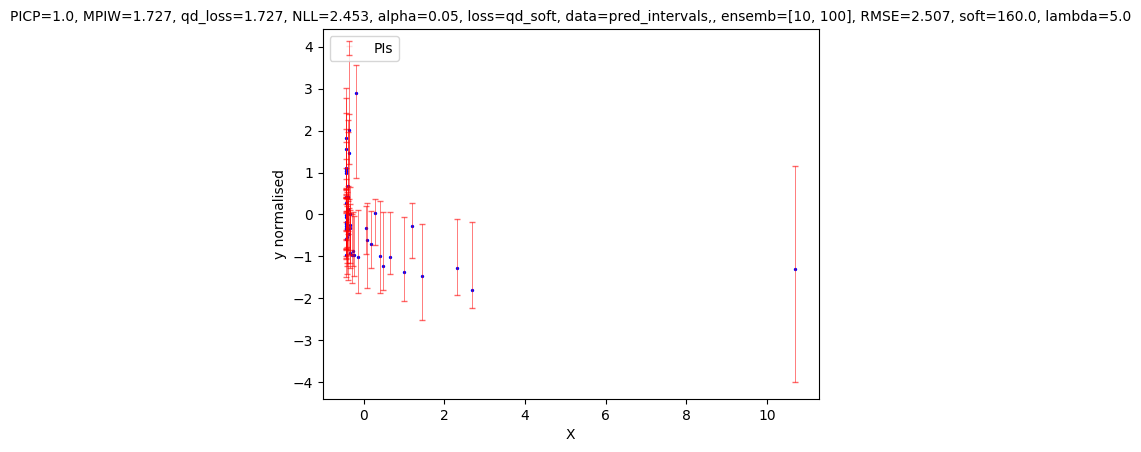 PICP=1.0, MPIW=1.727, qd_loss=1.727, NLL=2.453, alpha=0.05, loss=qd_soft, data=pred_intervals,, ensemb=[10, 100], RMSE=2.507, soft=160.0, lambda=5.0
PIs
4
3
2
1
0
−1
−2
−3
−4
y normalised
0 2 4 6 8 10
X